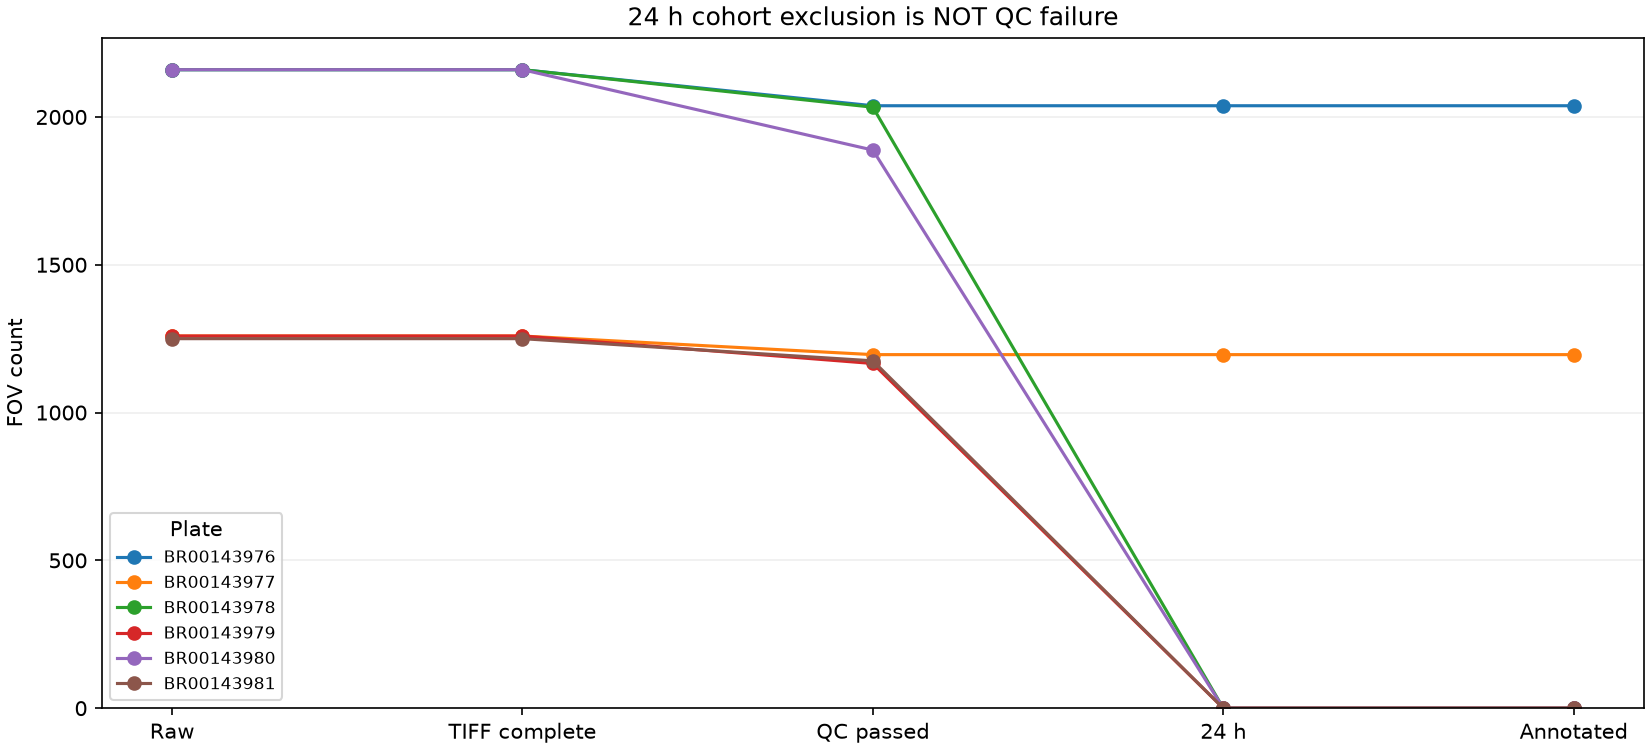 24 h cohort exclusion is NOT QC failure
FOV count
2000
1500
1000
500
0
Plate
BR00143976
BR00143977
BR00143978
BR00143979
BR00143980
BR00143981
Raw
TIFF complete
QC passed
24 h
Annotated